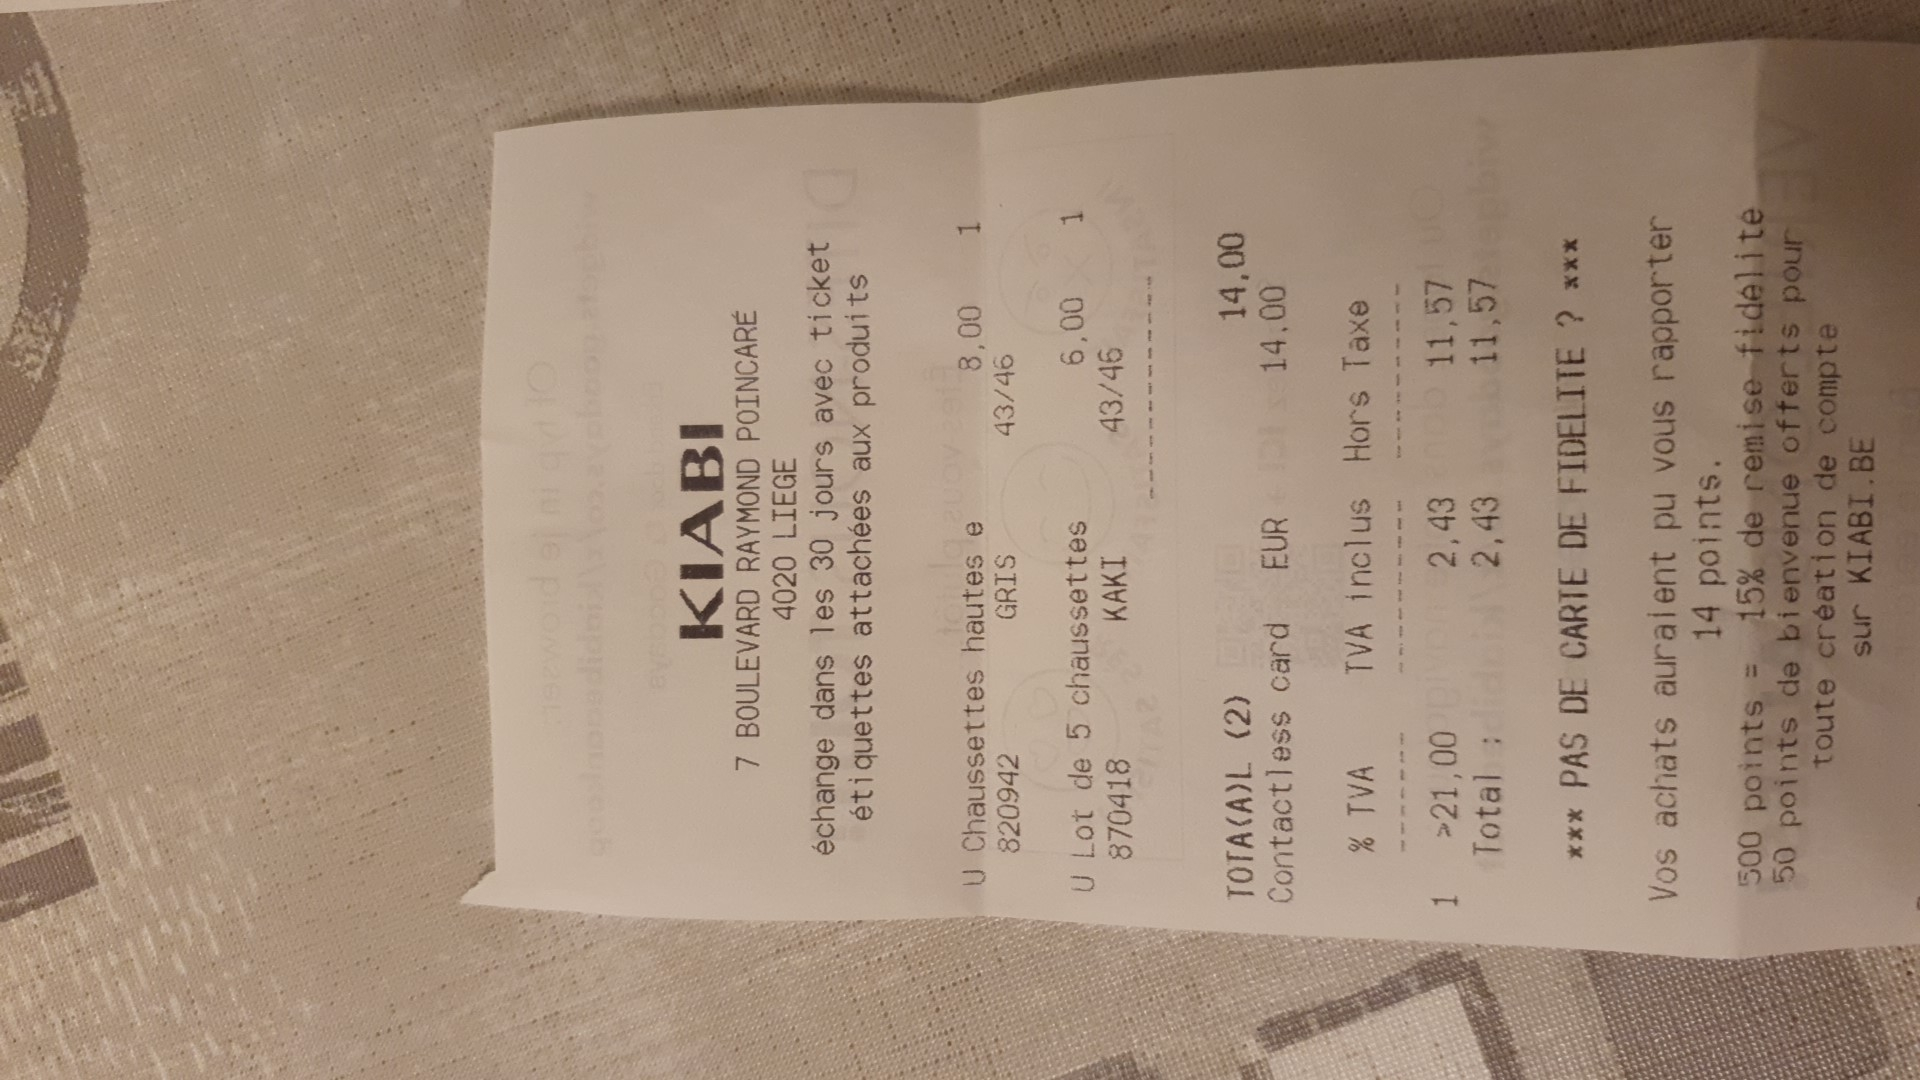 KIABI
7 BOULEVARD RAYMOND POINCARÉ
4020 LIEGE
échange dans les 30 jours avec ticket
étiquettes attachées aux produits
U Chaussettes hautes e 8,00 1
820942 GRIS 43/46
U Lot de 5 chaussettes 6,00 1
870418 KAKI 43/46
--------------
TOTA(A)L (2) 14,00
Contactless card EUR 14,00
% TVA TVA inclus Hors Taxe
------- ----------- -----------
1 >21,00 2,43 11,57
Total : 2,43 11,57
*** PAS DE CARTE DE FIDELITE ? ***
Vos achats auraient pu vous rapporter
14 points.
500 points = 15% de remise fidelite
50 points de bienvenue offerts pour
toute création de compte
sur KIABI.BE